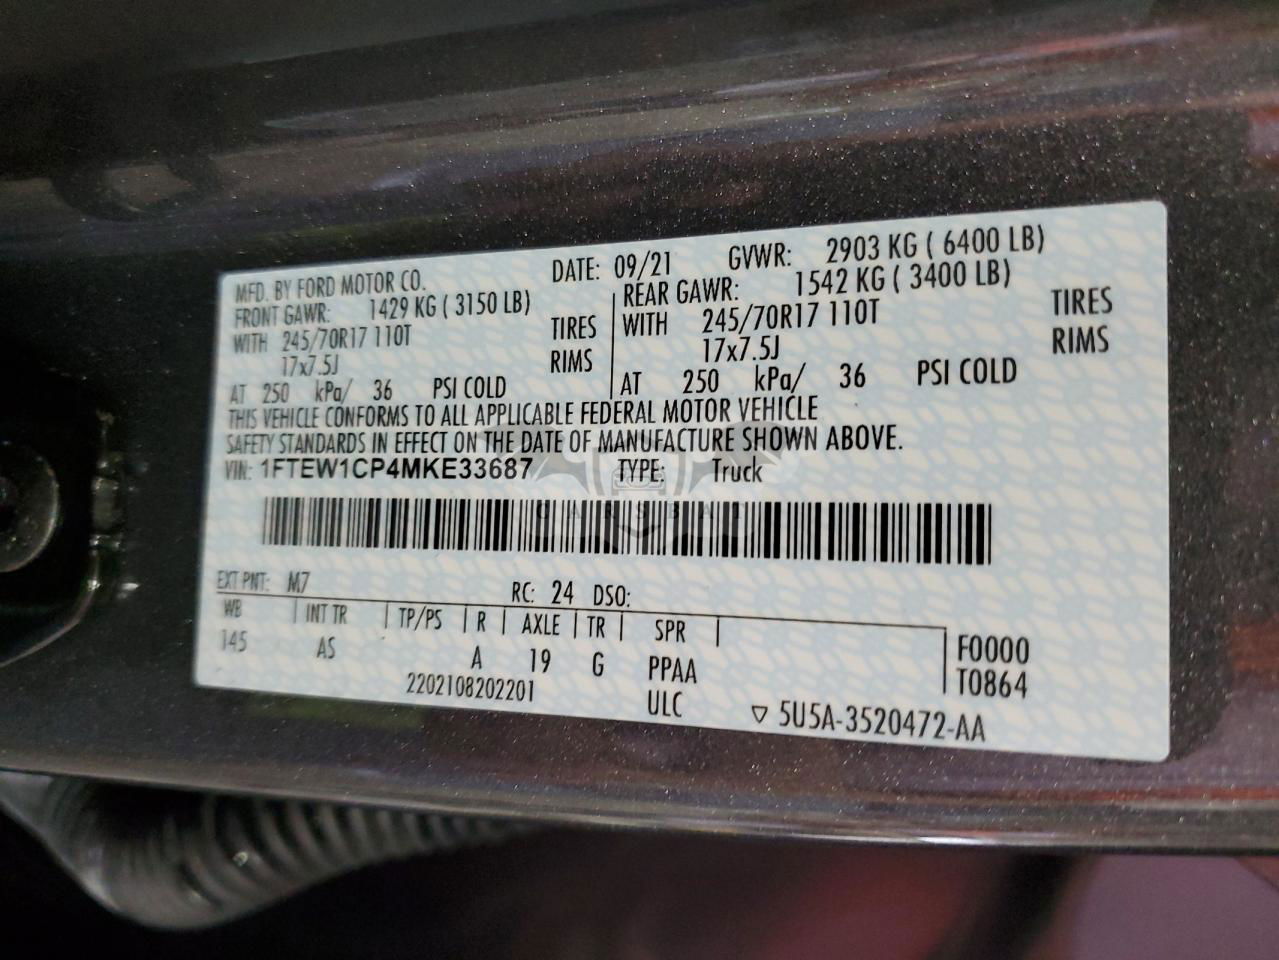 MFD. BY FORD MOTOR CO. DATE: 09/21 GVWR: 2903 KG ( 6400 LB)
FRONT GAWR: 1429 KG ( 3150 LB) REAR GAWR: 1542 KG ( 3400 LB)
WITH 245/70R17 110T TIRES WITH 245/70R17 110T TIRES
17x7.5J RIMS 17x7.5J RIMS
AT 250 kPa/ 36 PSI COLD AT 250 kPa/ 36 PSI COLD
THIS VEHICLE CONFORMS TO ALL APPLICABLE FEDERAL MOTOR VEHICLE
SAFETY STANDARDS IN EFFECT ON THE DATE OF MANUFACTURE SHOWN ABOVE.
VIN: 1FTEW1CP4MKE33687 TYPE: Truck
CARSBAT
EXT PNT: M7 RC: 24 DSO:
WB INT TR TP/PS R AXLE TR SPR
145 AS A 19 G PPAA F0000
2202108202201 ULC T0864
▽ 5U5A-3520472-AA